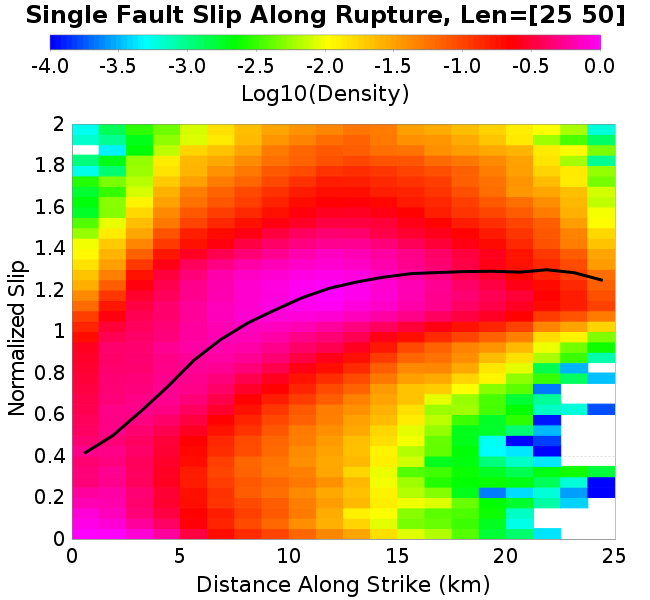 Single Fault Slip Along Rupture, Len=[25 50]
-4.0 -3.5 -3.0 -2.5 -2.0 -1.5 -1.0 -0.5 0.0
Log10(Density)
2
1.8
1.6
1.4
1.2
1
0.8
0.6
0.4
0.2
0
Normalized Slip
0 5 10 15 20 25
Distance Along Strike (km)